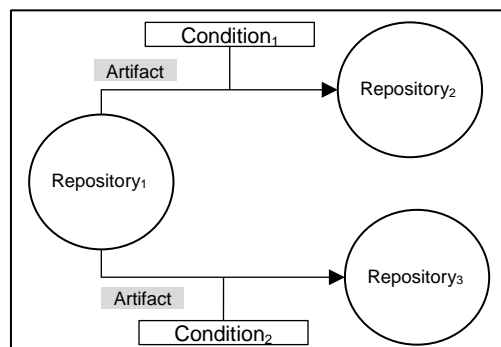 Condition₁
Artifact
Repository₂
Repository₁
Repository₃
Artifact
Condition₂